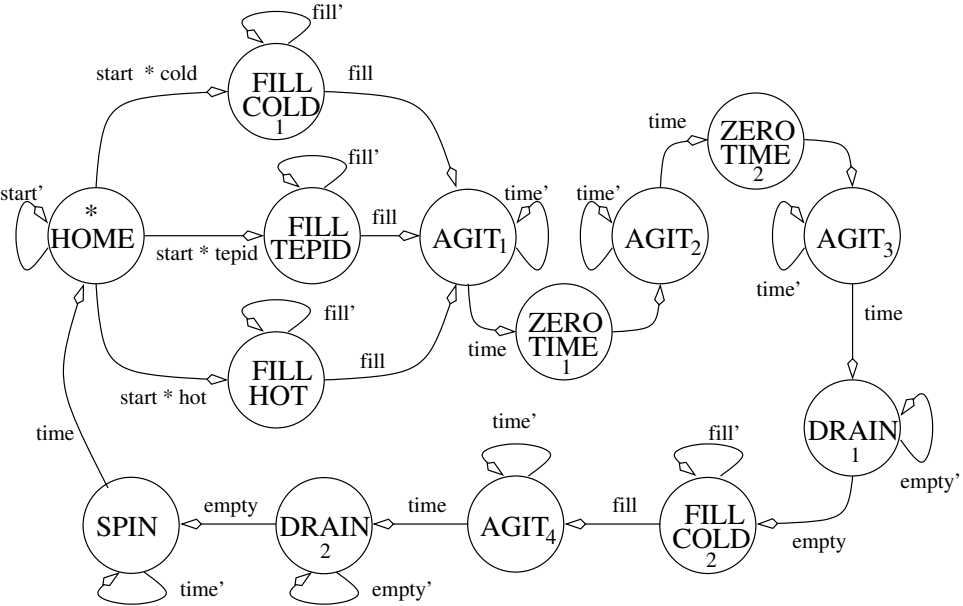 fill'
start * cold
FILL
COLD
1
fill
time
ZERO
TIME
2
start'
*
HOME
start * tepid
fill'
FILL
TEPID
fill
AGIT1
time'
time'
AGIT2
AGIT3
time'
time
ZERO
TIME
1
time
fill'
start * hot
FILL
HOT
fill
DRAIN
1
empty'
time
SPIN
time'
empty
DRAIN
2
empty'
time
time'
AGIT4
fill
fill'
FILL
COLD
2
empty